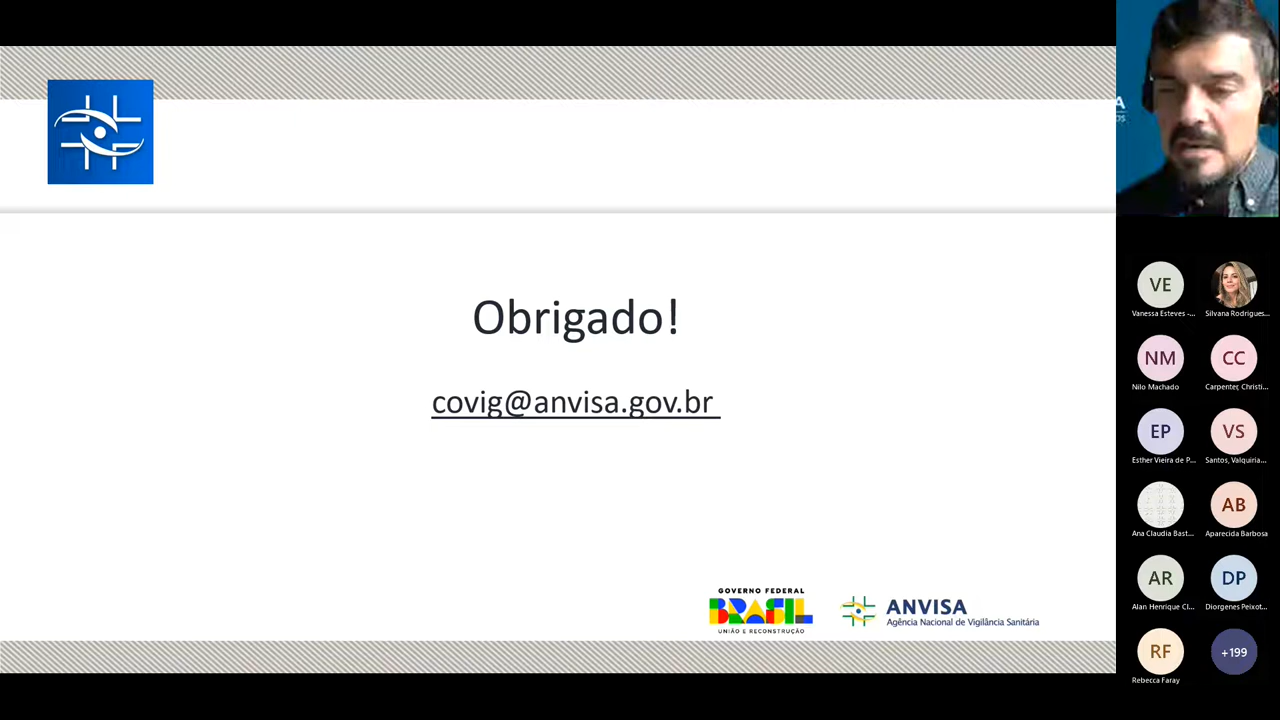 Obrigado!
covig@anvisa.gov.br
GOVERNO FEDERAL
BRASIL
UNIÃO E RECONSTRUÇÃO
ANVISA
Agência Nacional de Vigilância Sanitária
A
OS
VE
Vanessa Esteves -...
Silvana Rodrigues...
NM
Nilo Machado
CC
Carpenter, Christi...
EP
Esther Vieira de P...
VS
Santos, Valquiria...
Ana Claudia Bast...
AB
Aparecida Barbosa
AR
Alan Henrique Cl...
DP
Diorgenes Peixot...
RF
Rebecca Faray
+199